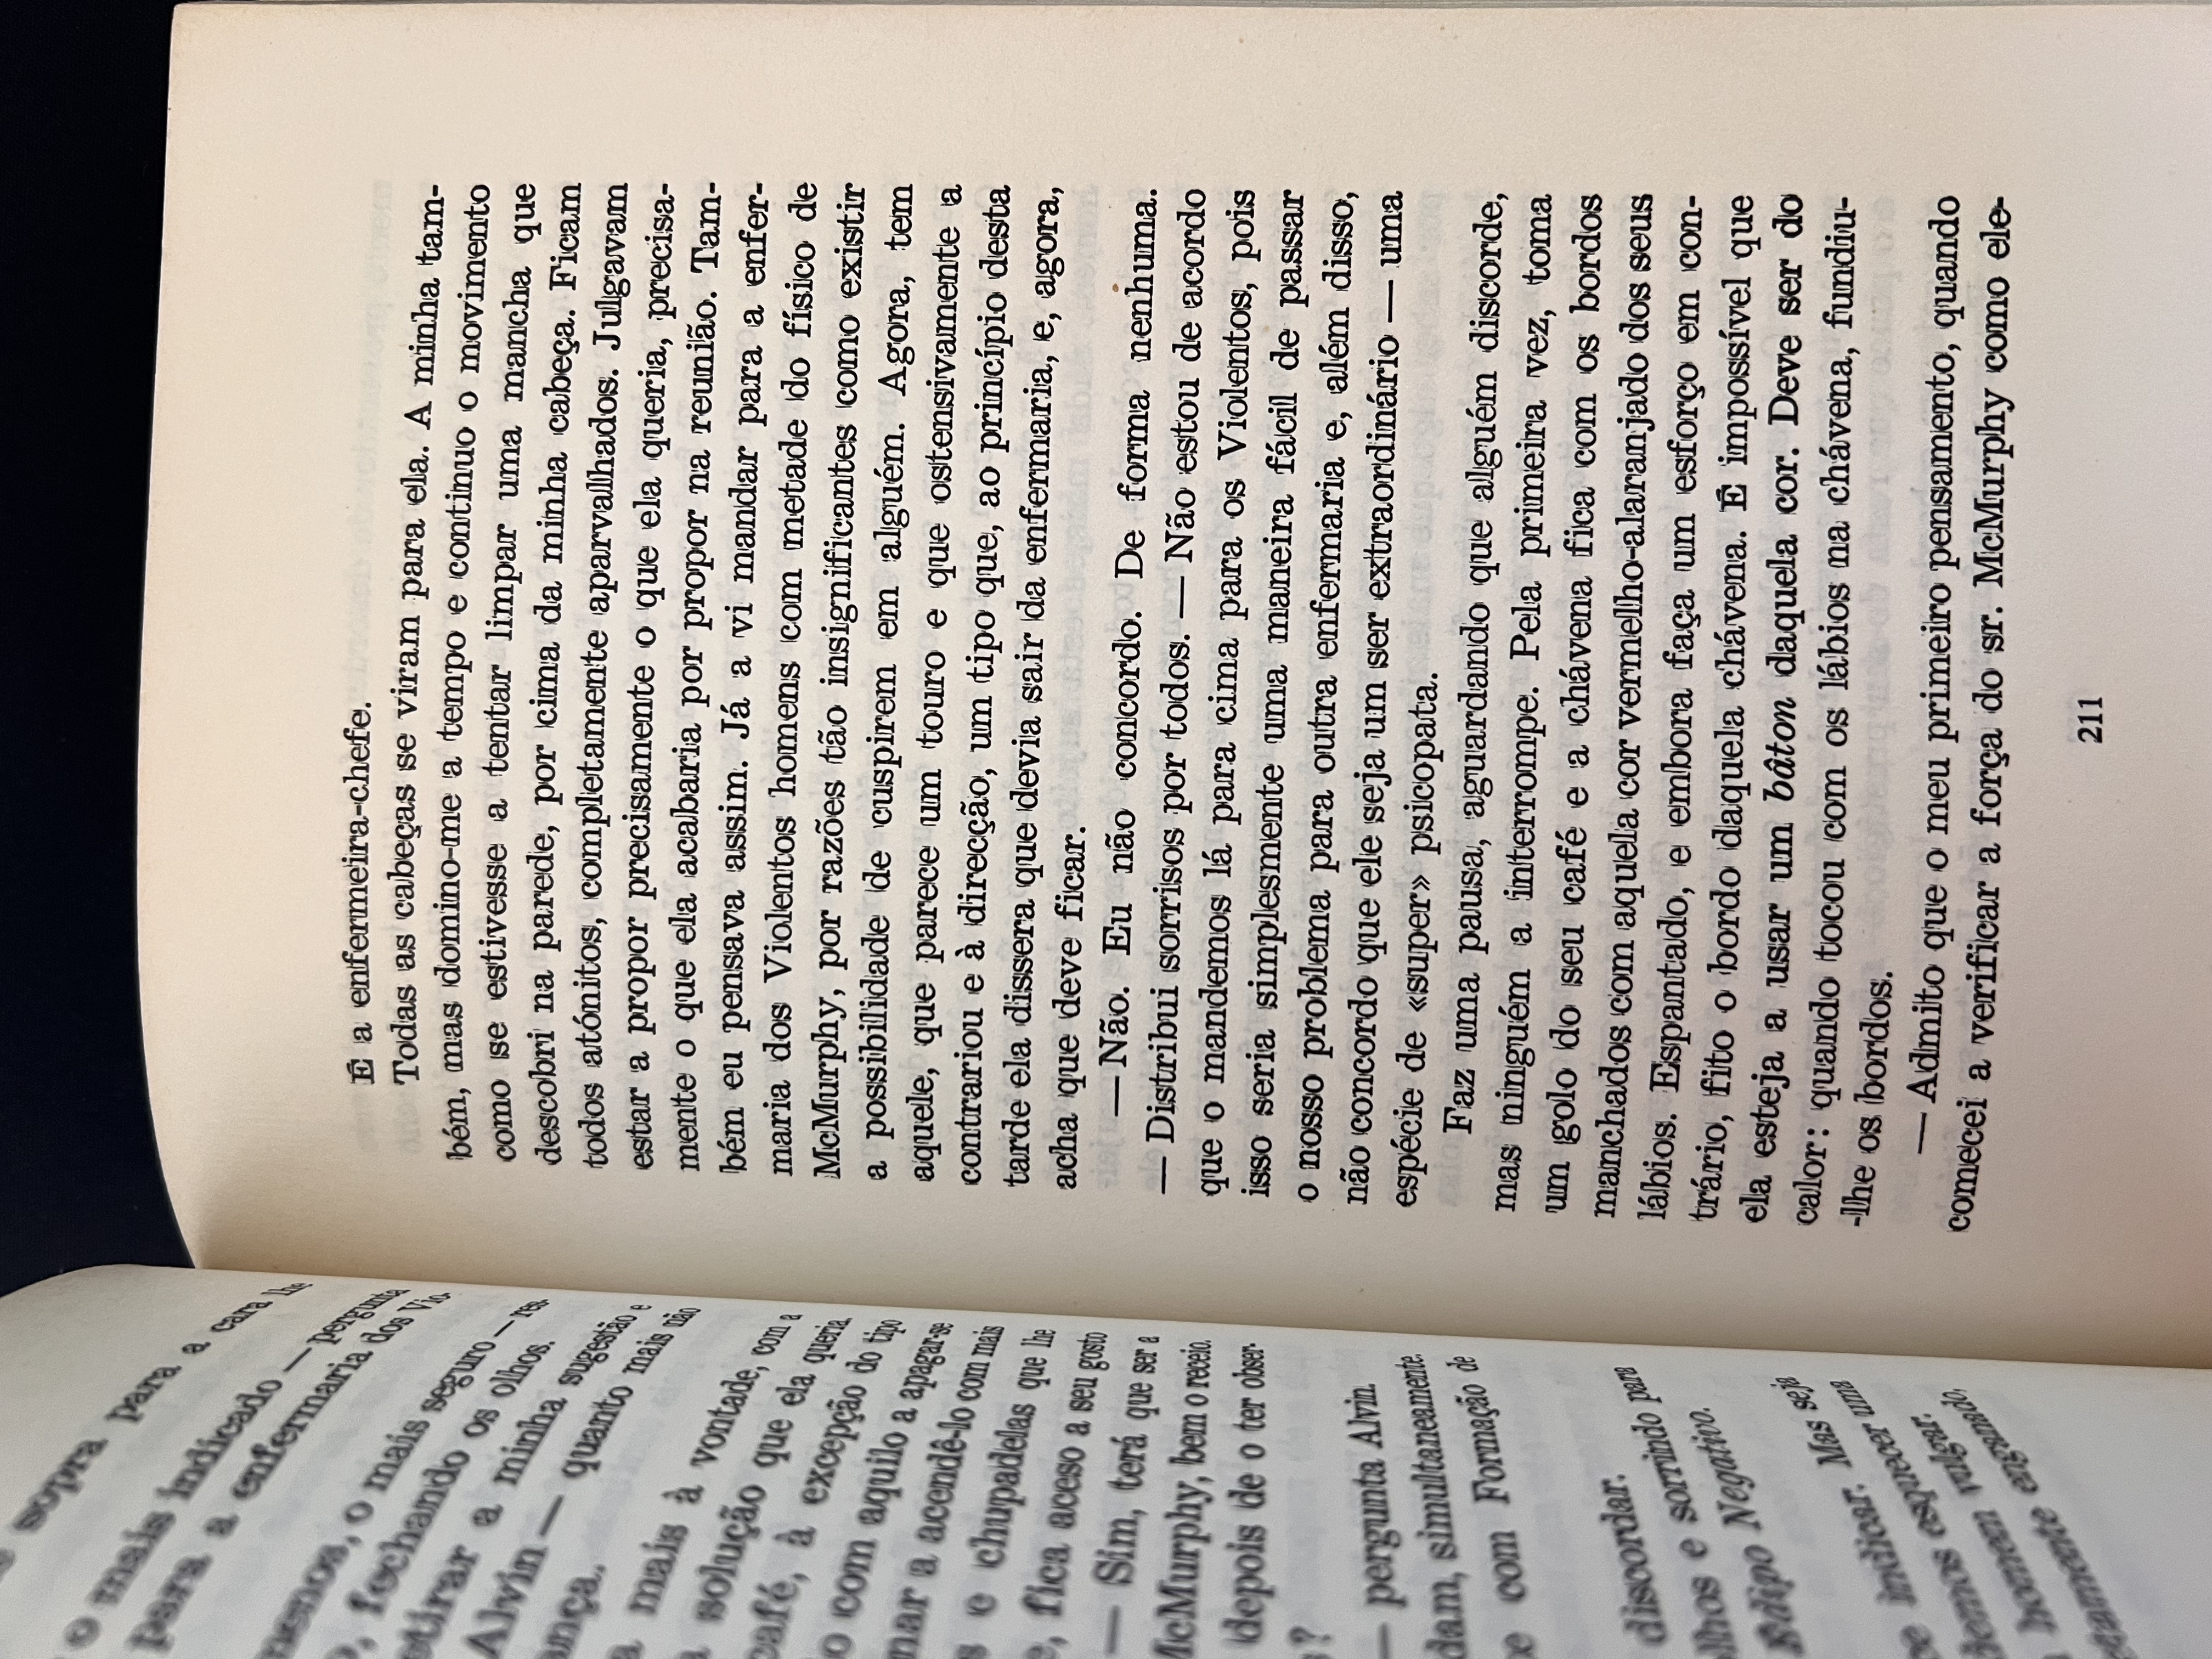 sopra para a cara lhe
o mais indicado — pergunta
para a enfermaria dos Vio-
menos, o mais seguro — res-
fechando os olhos.
retirar a minha sugestão e
Alvin — quanto mais não
mais à vontade, com a
solução que ela queria.
café, à excepção do tipo
com aquilo a apagar-se
a acendê-lo com mais
e chupadelas que lhe
fica aceso a seu gosto
— Sim, terá que ser a
McMurphy, bem o receio.
depois de o ter obser-
?
— pergunta Alvin.
simultaneamente.
com Formação de
discordar.
e sorrindo para
Édipo Negativo.
indicar. Mas seja
esquecer uma
homem vulgar.
enganado,
É a enfermeira-chefe.
Todas as cabeças se viram para ela. A minha tam-
bém, mas domino-me a tempo e continuo o movimento
como se estivesse a tentar limpar uma mancha que
descobri na parede, por cima da minha cabeça. Ficam
todos atónitos, completamente aparvalhados. Julgavam
estar a propor precisamente o que ela queria, precisa-
mente o que ela acabaria por propor na reunião. Tam-
bém eu pensava assim. Já a vi mandar para a enfer-
maria dos Violentos homens com metade do físico de
McMurphy, por razões tão insignificantes como existir
a possibilidade de cuspirem em alguém. Agora, tem
aquele, que parece um touro e que ostensivamente a
contrariou e à direcção, um tipo que, ao princípio desta
tarde ela dissera que devia sair da enfermaria, e, agora,
acha que deve ficar.
— Não. Eu não concordo. De forma nenhuma.
— Distribui sorrisos por todos. — Não estou de acordo
que o mandemos lá para cima para os Violentos, pois
isso seria simplesmente uma maneira fácil de passar
o nosso problema para outra enfermaria e, além disso,
não concordo que ele seja um ser extraordinário — uma
espécie de «super» psicopata.
Faz uma pausa, aguardando que alguém discorde,
mas ninguém a interrompe. Pela primeira vez, toma
um golo do seu café e a chávena fica com os bordos
manchados com aquela cor vermelho-alaranjado dos seus
lábios. Espantado, e embora faça um esforço em con-
trário, fito o bordo daquela chávena. É impossível que
ela esteja a usar um bâton daquela cor. Deve ser do
calor: quando tocou com os lábios na chávena, fundiu-
-lhe os bordos.
— Admito que o meu primeiro pensamento, quando
comecei a verificar a força do sr. McMurphy como ele-
211